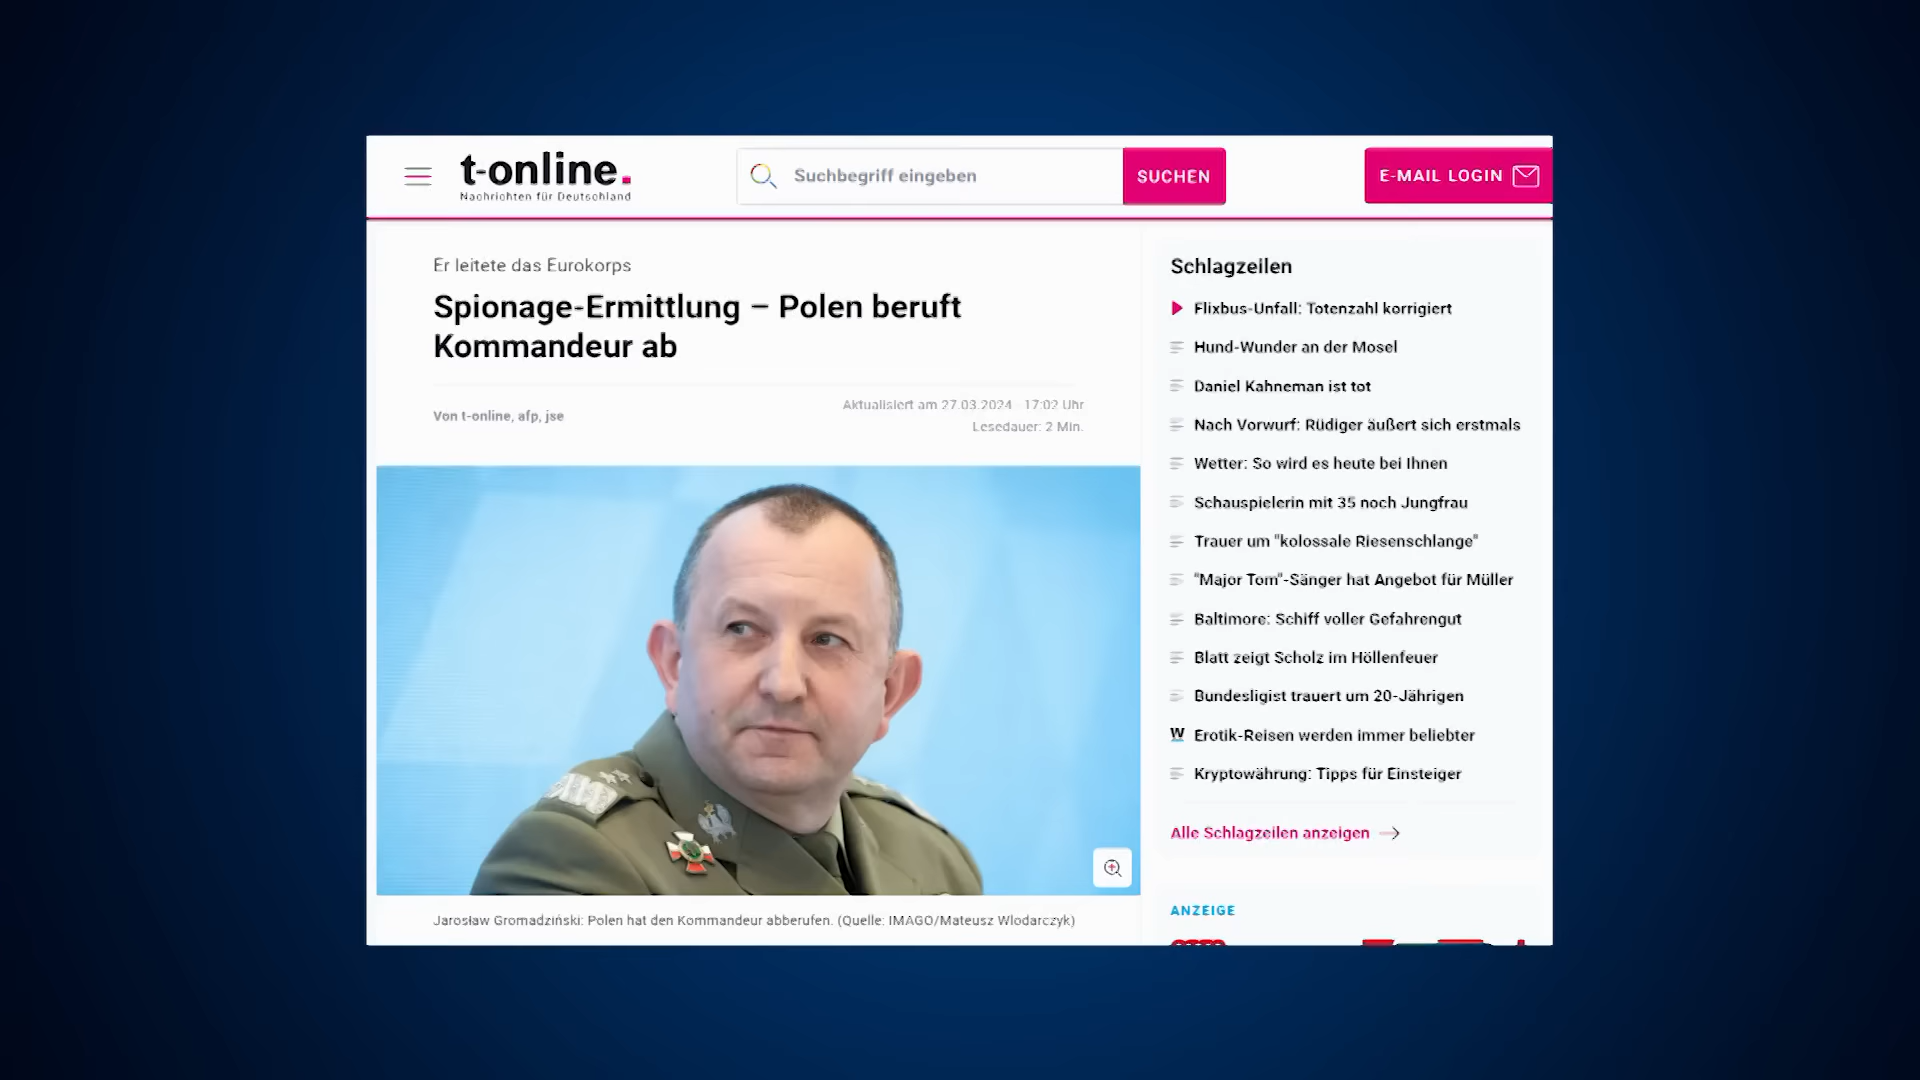 t-online.
Nachrichten für Deutschland
Suchbegriff eingeben
SUCHEN
E-MAIL LOGIN
Er leitete das Eurokorps
Spionage-Ermittlung – Polen beruft
Kommandeur ab
Von t-online, afp, jse
Aktualisiert am 27.03.2024 - 17:02 Uhr
Lesedauer: 2 Min.
Jarosław Gromadziński: Polen hat den Kommandeur abberufen. (Quelle: IMAGO/Mateusz Wlodarczyk)
Schlagzeilen
Flixbus-Unfall: Totenzahl korrigiert
Hund-Wunder an der Mosel
Daniel Kahneman ist tot
Nach Vorwurf: Rüdiger äußert sich erstmals
Wetter: So wird es heute bei Ihnen
Schauspielerin mit 35 noch Jungfrau
Trauer um "kolossale Riesenschlange"
"Major Tom"-Sänger hat Angebot für Müller
Baltimore: Schiff voller Gefahrengut
Blatt zeigt Scholz im Höllenfeuer
Bundesligist trauert um 20-Jährigen
W Erotik-Reisen werden immer beliebter
Kryptowährung: Tipps für Einsteiger
Alle Schlagzeilen anzeigen
ANZEIGE